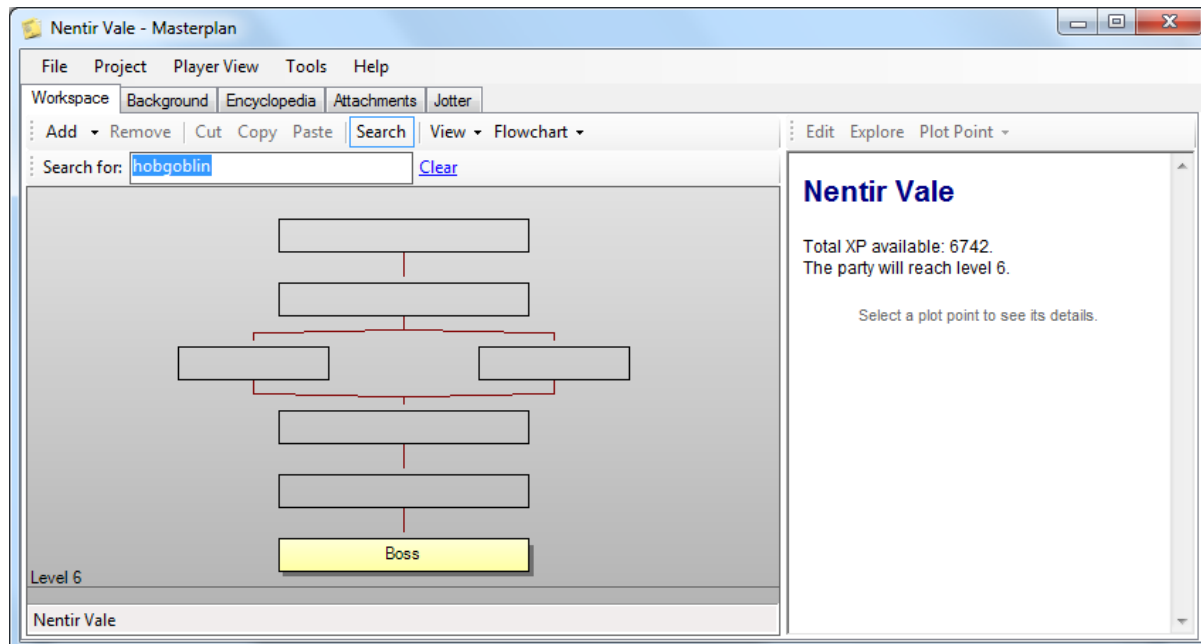 Nentir Vale - Masterplan
File Project Player View Tools Help
Workspace Background Encyclopedia Attachments Jotter
Add Remove Cut Copy Paste Search View Flowchart
Edit Explore Plot Point
Search for: hobgoblin Clear
Nentir Vale
Total XP available: 6742.
The party will reach level 6.
Select a plot point to see its details.
Boss
Level 6
Nentir Vale